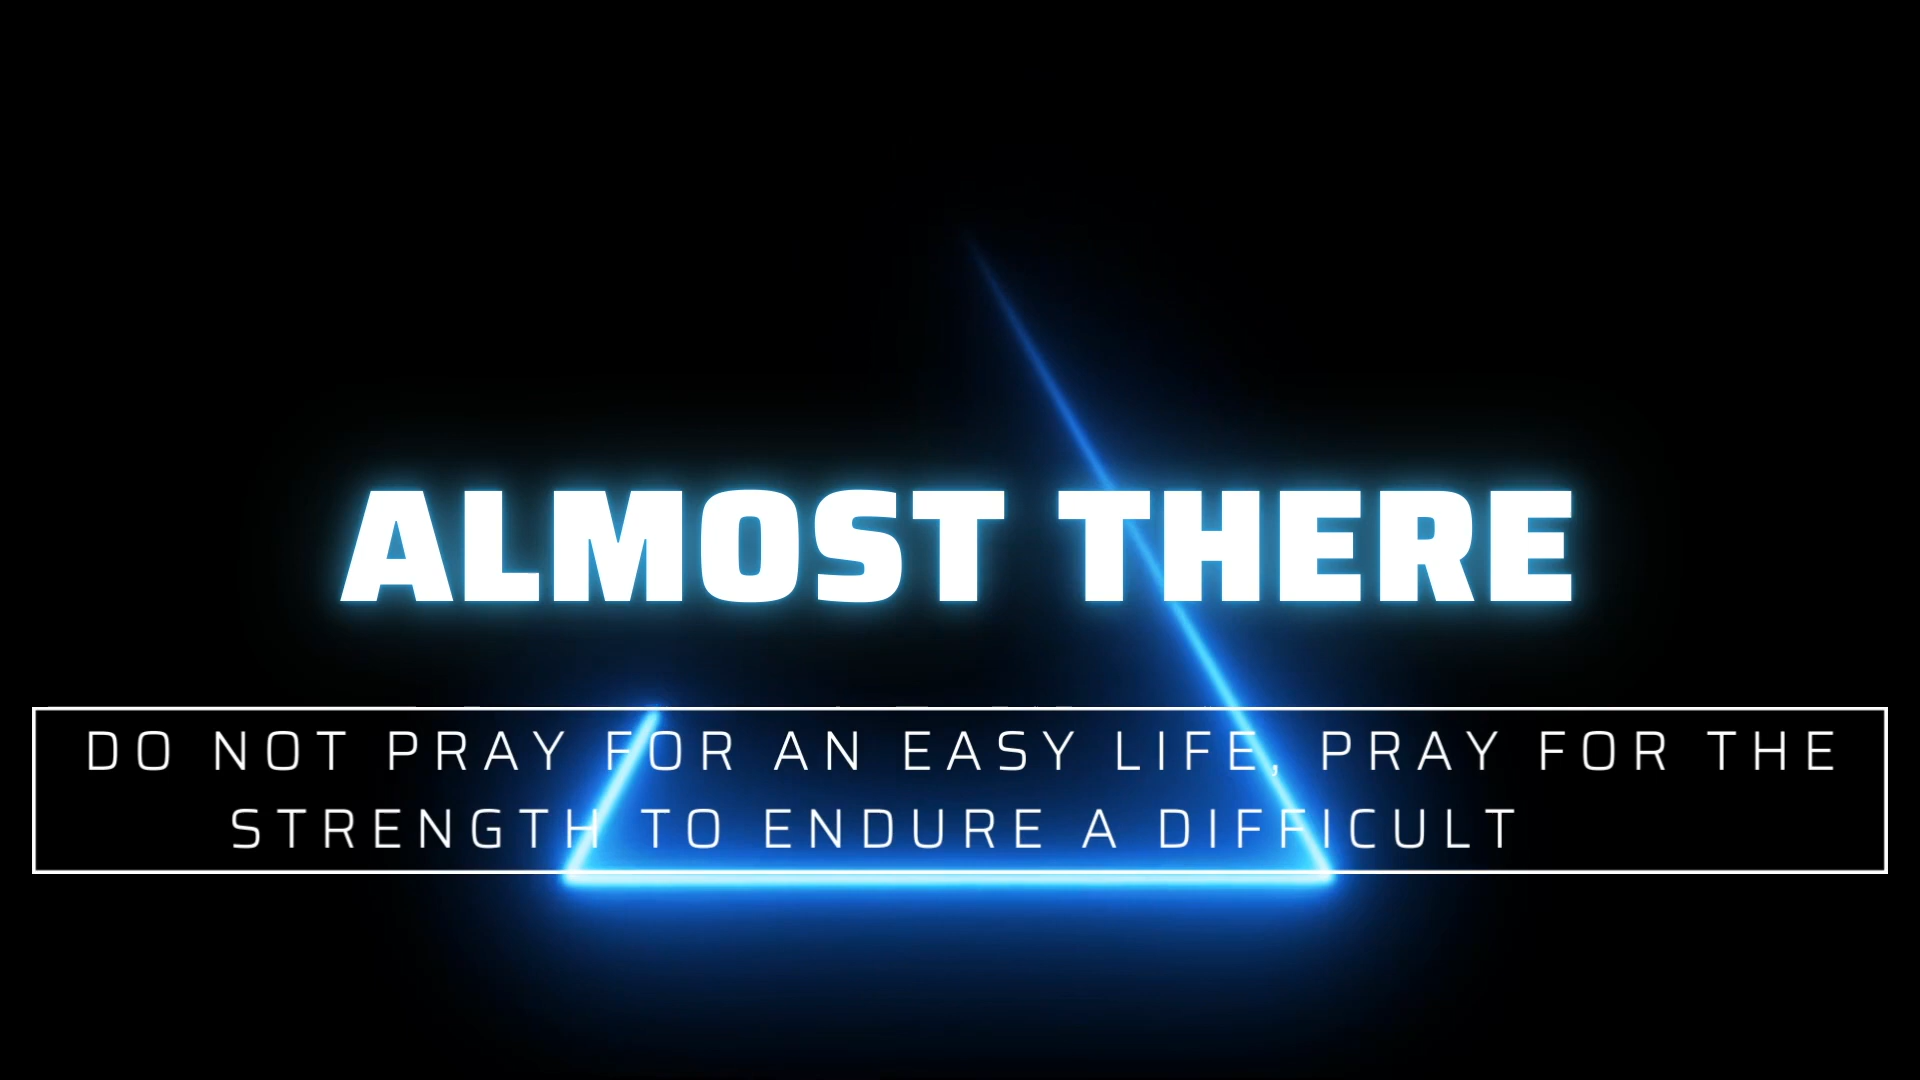 ALMOST THERE
DO NOT PRAY FOR AN EASY LIFE, PRAY FOR THE
STRENGTH TO ENDURE A DIFFICULT